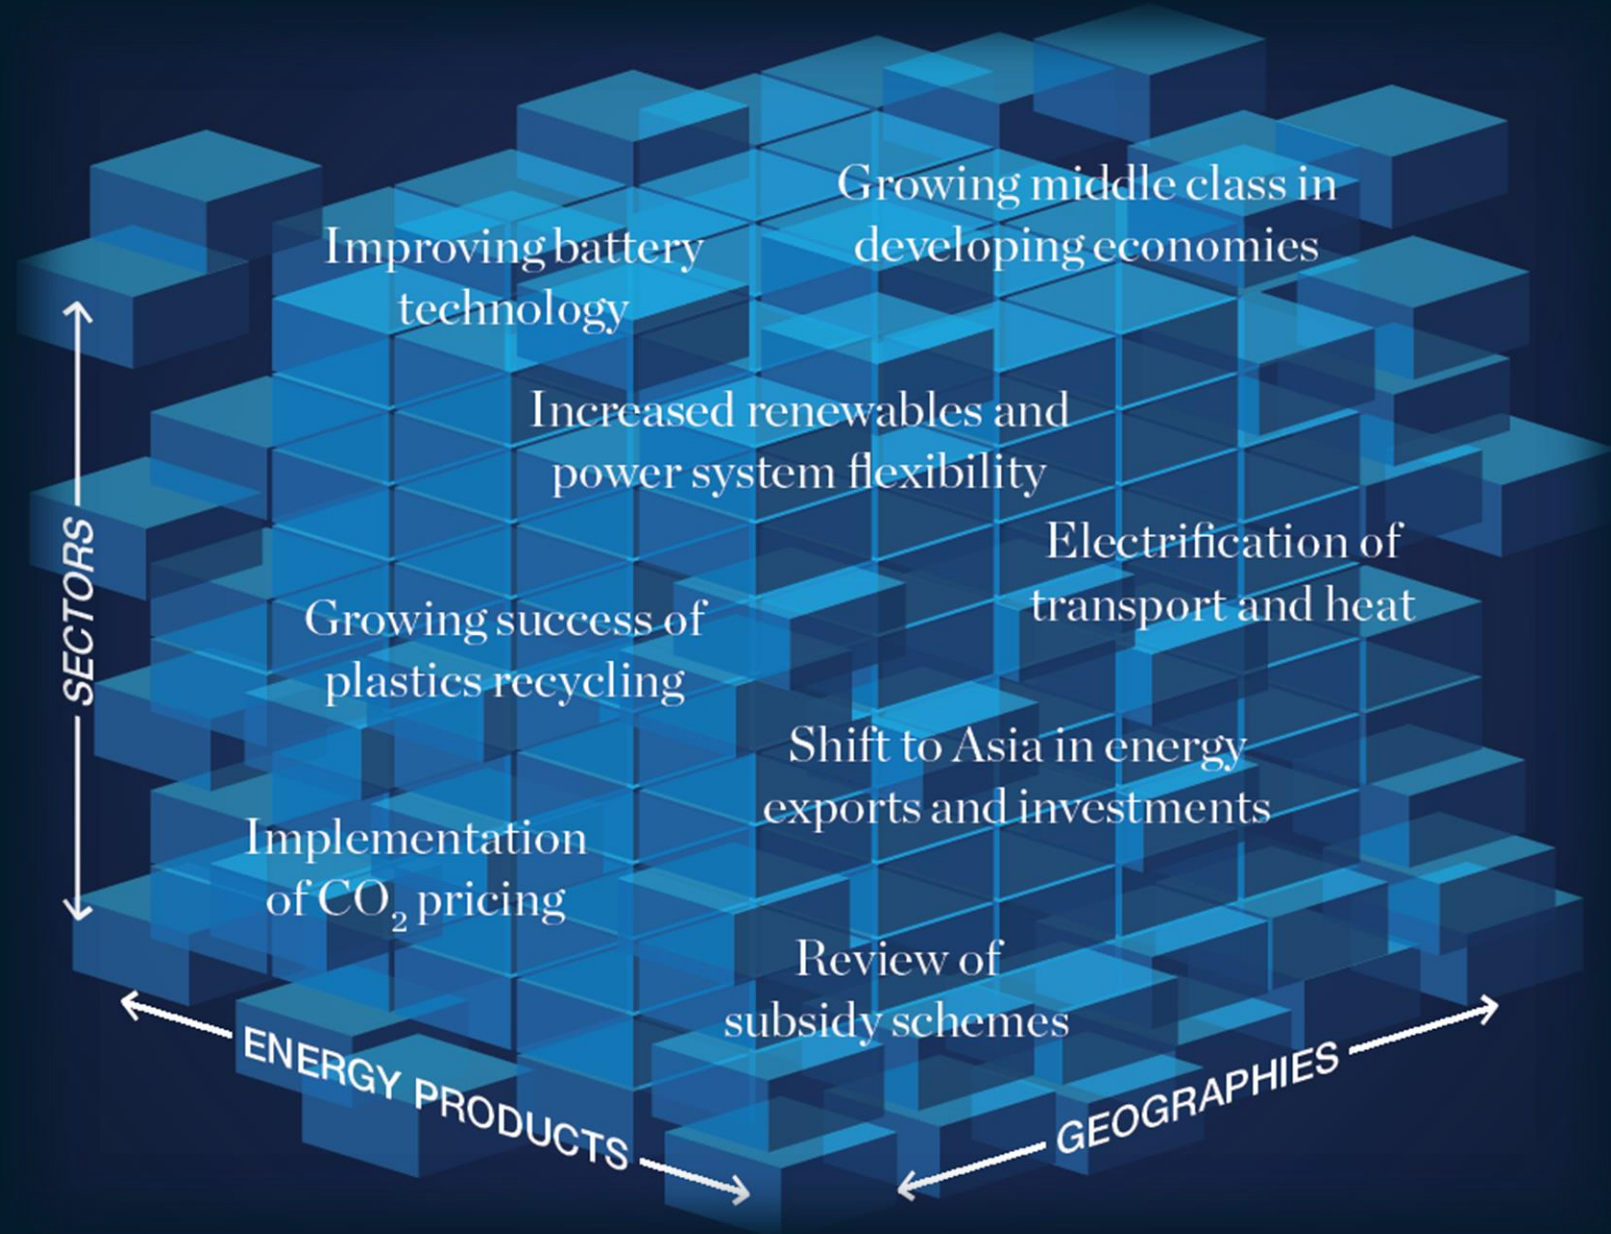 Growing middle class in
developing economies
Improving battery
technology
Increased renewables and
power system flexibility
Electrification of
transport and heat
Growing success of
plastics recycling
Shift to Asia in energy
exports and investments
Implementation
of CO₂ pricing
Review of
subsidy schemes
SECTORS
ENERGY PRODUCTS
GEOGRAPHIES